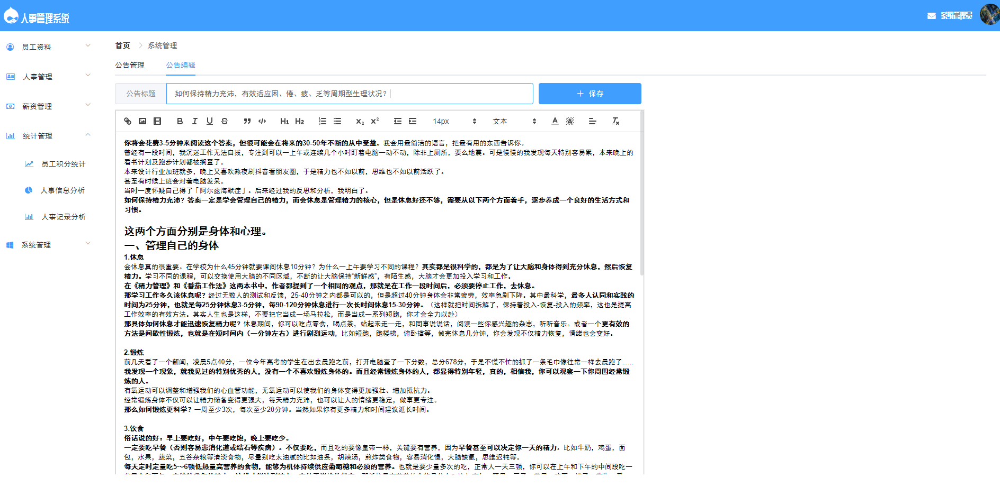 人事管理系统
系统管理员
员工资料
人事管理
薪资管理
统计管理
员工积分统计
人事信息分析
人事记录分析
系统管理
首页 系统管理
公告管理 公告编辑
公告标题 如何保持精力充沛，有效适应困、倦、疲、乏等周期型生理状况？ 保存
B I U S H1 H2 x₂ x² 14px 文本 A A Tx
你将会花费3-5分钟来阅读这个答案，但很可能会在将来的30-50年不断的从中受益。我会用最简洁的语言，把最有用的东西告诉你。
曾经有一段时间，我沉迷工作无法自拔，专注到可以一上午或连续几个小时盯着电脑一动不动，除非上厕所，要么地震。可是慢慢的我发现每天特别容易累，本来晚上的
看书计划及跑步计划都被搁置了。
本来设计行业加班就多，晚上又喜欢熬夜刷抖音看朋友圈，于是精力也不如以前，思维也不如以前活跃了。
甚至有时候上班会对着电脑发呆。
当时一度怀疑自己得了「阿尔兹海默症」。后来经过我的反思和分析，我明白了。
如何保持精力充沛？答案一定是学会管理自己的精力，而会休息是管理精力的核心，但是休息好还不够，需要从以下两个方面着手，逐步养成一个良好的生活方式和
习惯。
这两个方面分别是身体和心理。
一、管理自己的身体
1.休息
会休息真的很重要。在学校为什么45分钟就要课间休息10分钟？为什么一上午要学习不同的课程？其实都是很科学的，都是为了让大脑和身体得到充分休息，然后恢复
精力。学习不同的课程，可以交换使用大脑的不同区域，不断的让大脑保持“新鲜感”，有陌生感，大脑才会更加投入学习和工作。
在《精力管理》和《番茄工作法》这两本书中，作者都提到了一个相同的观点，那就是在工作一段时间后，必须要停止工作，去休息。
那学习工作多久该休息呢？经过无数人的测试和反馈，25-40分钟之内都是可以的，但是超过40分钟身体会非常疲劳，效率急剧下降。其中最科学，最多人认同和实践的
时间为25分钟，也就是每25分钟休息3-5分钟，每90-120分钟休息进行一次长时间休息15-30分钟。（这样就把时间拆解了，保持着投入-恢复-投入的频率，这也是提高
工作效率的有效方法。其实人生也是这样，不要把它当成一场马拉松，而是当成一系列短跑，你才会全力以赴）
那具体如何休息才能迅速恢复精力呢？休息期间，你可以吃点零食，喝点茶，站起来走一走，和同事说说话，阅读一些你感兴趣的杂志，听听音乐。或者一个更有效的
方法是间歇性锻炼，也就是在短时间内（一分钟左右）进行剧烈运动，比如短跑，跑楼梯，俯卧撑等，做完休息几分钟，你会发现不仅精力恢复，情绪也会变好。
2.锻炼
前几天看了一个新闻，凌晨5点40分，一位今年高考的学生在出去晨跑之前，打开电脑查了一下分数，总分678分，于是不慌不忙的抓了一条毛巾像往常一样去晨跑了......
我发现一个现象，就我见过的特别优秀的人，没有一个不喜欢锻炼身体的。而且经常锻炼身体的人，都显得特别年轻，真的，相信我，你可以观察一下你周围经常锻
炼的人。
有氧运动可以调整和增强我们的心血管功能，无氧运动可以使我们的身体变得更加强壮、增加抵抗力。
经常锻炼身体不仅可以让精力储备变得更强大，每天精力充沛，也可以让人的情绪更稳定，做事更专注。
那么如何锻炼更科学？一周至少3次，每次至少20分钟。当然如果你有更多精力和时间建议延长时间。
3.饮食
俗话说的好：早上要吃好，中午要吃饱，晚上要吃少。
一定要吃早餐（否则容易患消化道或结石等疾病）。不仅要吃，而且吃的要像皇帝一样，关键要有营养，因为早餐甚至可以决定你一天的精力。比如牛奶，鸡蛋，面
包，水果，蔬菜，五谷杂粮等清淡食物，尽量别吃太油腻的比如油条，胡辣汤，煎炸类食物，容易消化慢，大脑缺氧，思维迟钝等。
每天定时定量吃5～6顿低热量高营养的食物，能够为机体持续供应葡萄糖和必须的营养。也就是要少量多次的吃，正常人一天三顿，你可以在上午和下午的中间段吃一